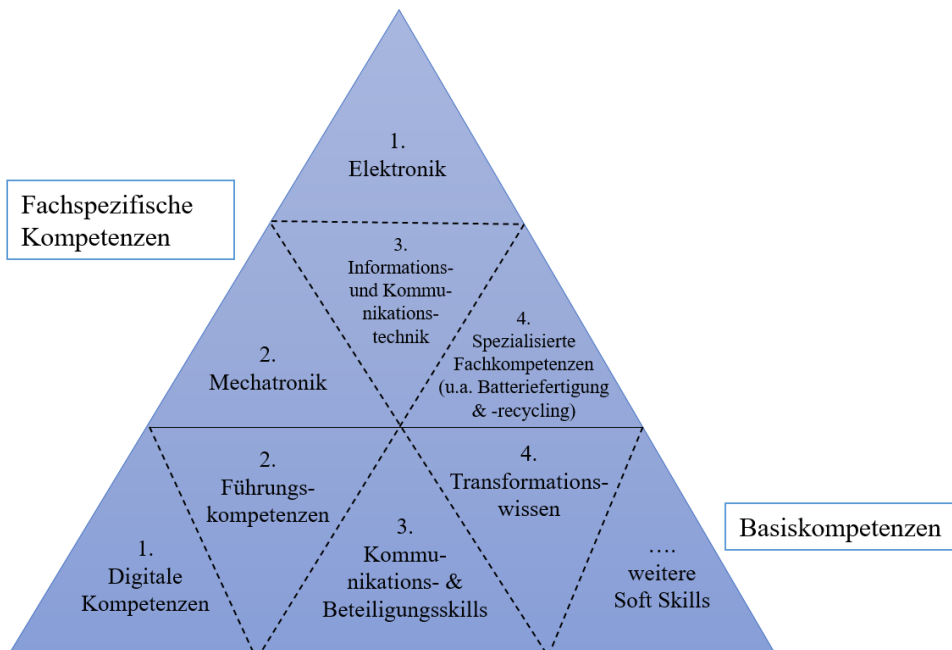 1.
Elektronik
Fachspezifische
Kompetenzen
3.
Informations-
und Kommu-
nikations-
technik
2.
Mechatronik
4.
Spezialisierte
Fachkompetenzen
(u.a. Batteriefertigung
& -recycling)
1.
Digitale
Kompetenzen
2.
Führungs-
kompetenzen
3.
Kommu-
nikations- &
Beteiligungsskills
4.
Transformations-
wissen
....
weitere
Soft Skills
Basiskompetenzen